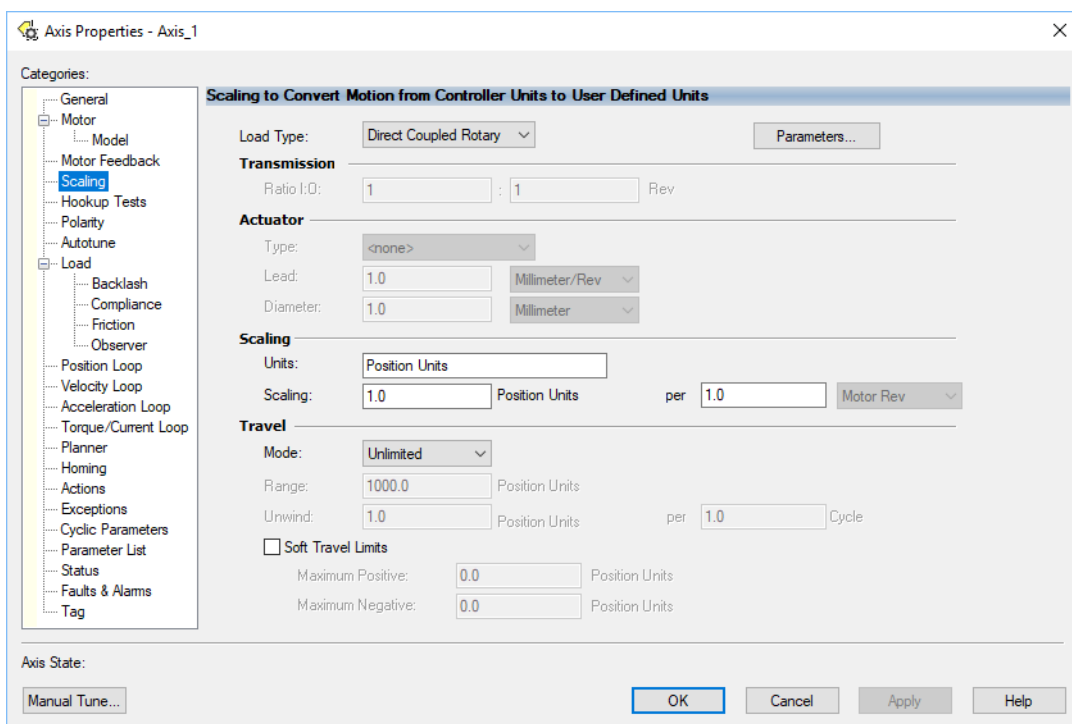 Axis Properties - Axis_1
Categories:
General
Motor
Model
Motor Feedback
Scaling
Hookup Tests
Polarity
Autotune
Load
Backlash
Compliance
Friction
Observer
Position Loop
Velocity Loop
Acceleration Loop
Torque/Current Loop
Planner
Homing
Actions
Exceptions
Cyclic Parameters
Parameter List
Status
Faults & Alarms
Tag
Scaling to Convert Motion from Controller Units to User Defined Units
Load Type: Direct Coupled Rotary Parameters...
Transmission
Ratio I:O: 1 : 1 Rev
Actuator
Type: <none>
Lead: 1.0 Millimeter/Rev
Diameter: 1.0 Millimeter
Scaling
Units: Position Units
Scaling: 1.0 Position Units per 1.0 Motor Rev
Travel
Mode: Unlimited
Range: 1000.0 Position Units
Unwind: 1.0 Position Units per 1.0 Cycle
Soft Travel Limits
Maximum Positive: 0.0 Position Units
Maximum Negative: 0.0 Position Units
Axis State:
Manual Tune... OK Cancel Apply Help